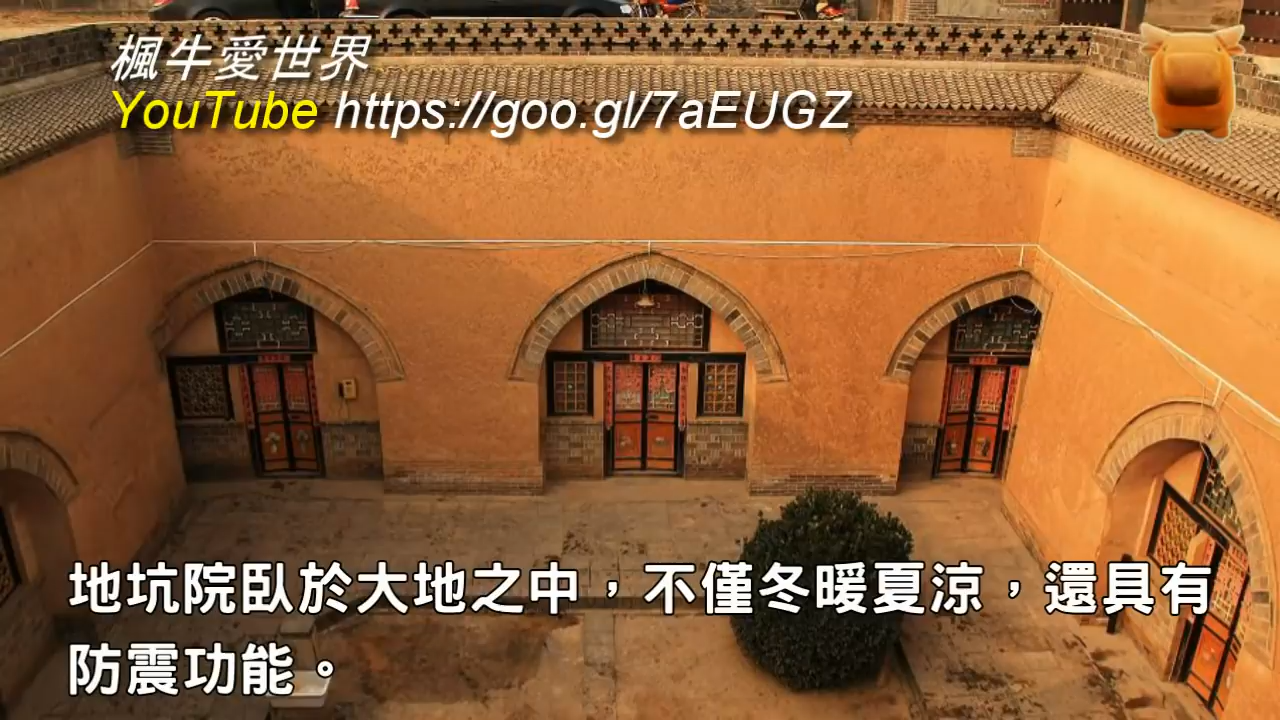 楓牛愛世界
YouTube https://goo.gl/7aEUGZ
地坑院臥於大地之中，不僅冬暖夏涼，還具有
防震功能。